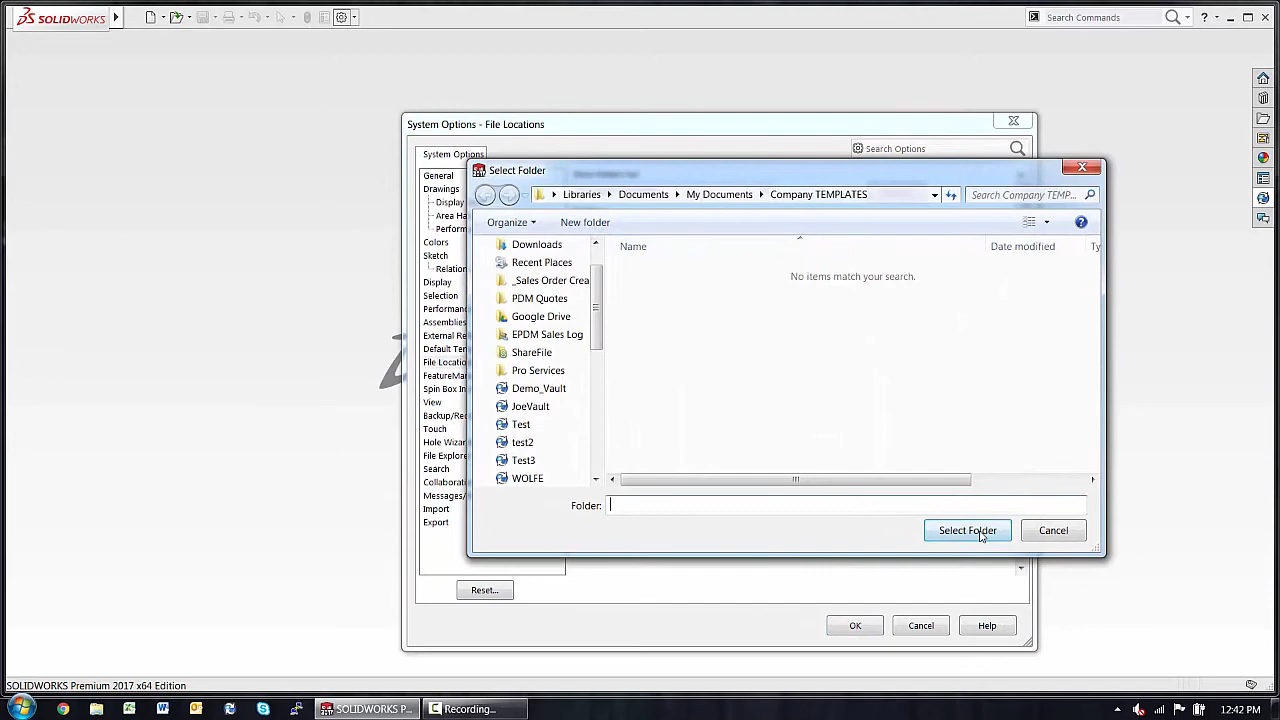 SOLIDWORKS
Search Commands
System Options - File Locations
System Options
Search Options
General
Drawings
Display
Area Ha
Perform
Colors
Sketch
Relation
Display
Selection
Performanc
Assemblies
External Re
Default Tem
File Locatio
FeatureMan
Spin Box In
View
Backup/Rec
Touch
Hole Wizar
File Explore
Search
Collaborati
Messages/
Import
Export
Reset...
OK
Cancel
Help
Select Folder
Libraries
Documents
My Documents
Company TEMPLATES
Search Company TEMP...
Organize
New folder
Downloads
Recent Places
_Sales Order Crea
PDM Quotes
Google Drive
EPDM Sales Log
ShareFile
Pro Services
Demo_Vault
JoeVault
Test
test2
Test3
WOLFE
Name
Date modified
Ty
No items match your search.
Folder:
Select Folder
Cancel
SOLIDWORKS Premium 2017 x64 Edition
SOLIDWORKS P...
Recording...
12:42 PM